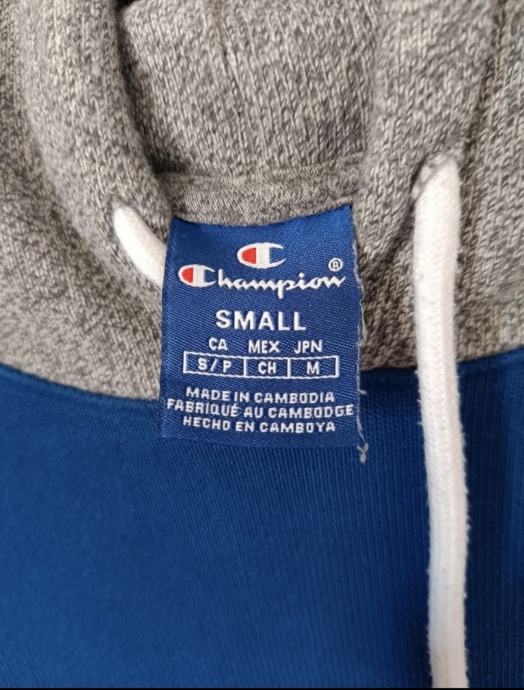 Champion®
SMALL
CA MEX JPN
S/P CH M
MADE IN CAMBODIA
FABRIQUÉ AU CAMBODGE
HECHO EN CAMBOYA